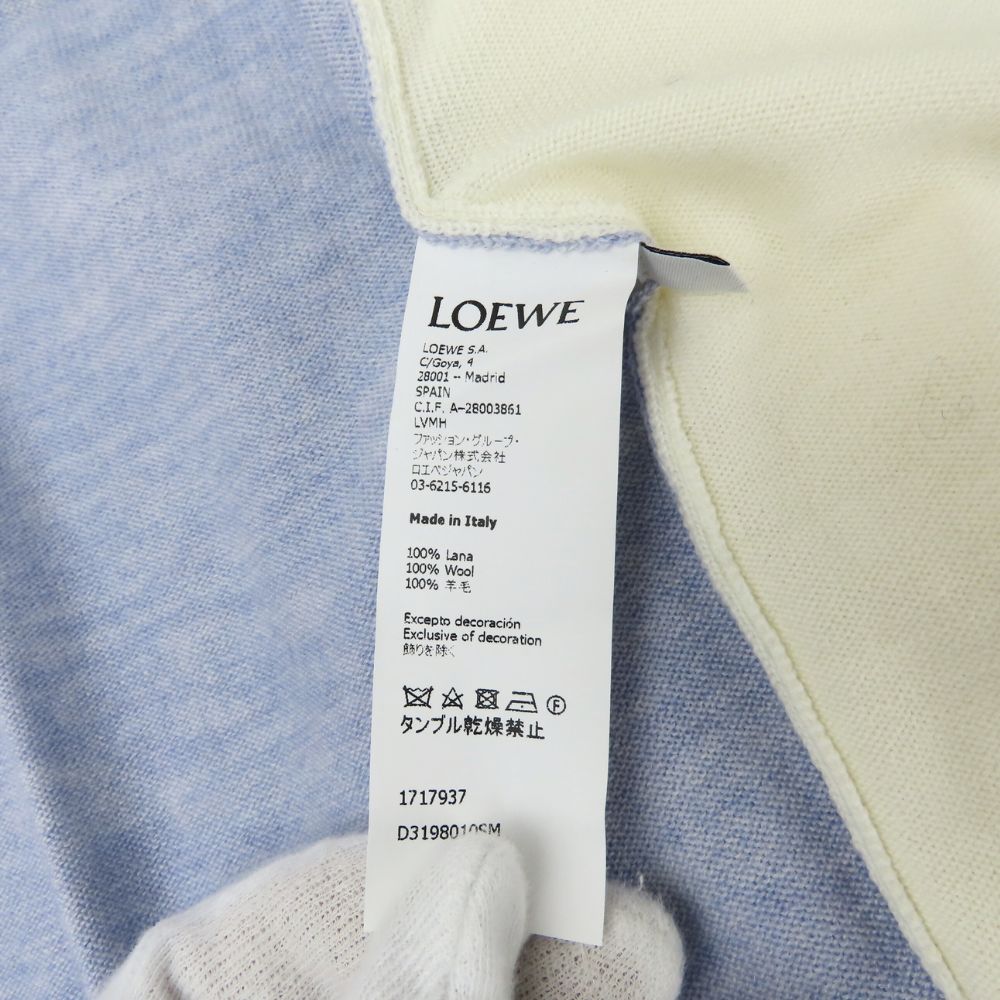 LOEWE
LOEWE S.A.
C/Goya, 4
28001 – Madrid
SPAIN
C.I.F. A–28003861
LVMH
ファッション・グループ・
ジャパン株式会社
ロエベジャパン
03-6215-6116
Made in Italy
100% Lana
100% Wool
100% 羊毛
Excepto decoración
Exclusive of decoration
飾りを除く
F
タンブル乾燥禁止
1717937
D3198010SM